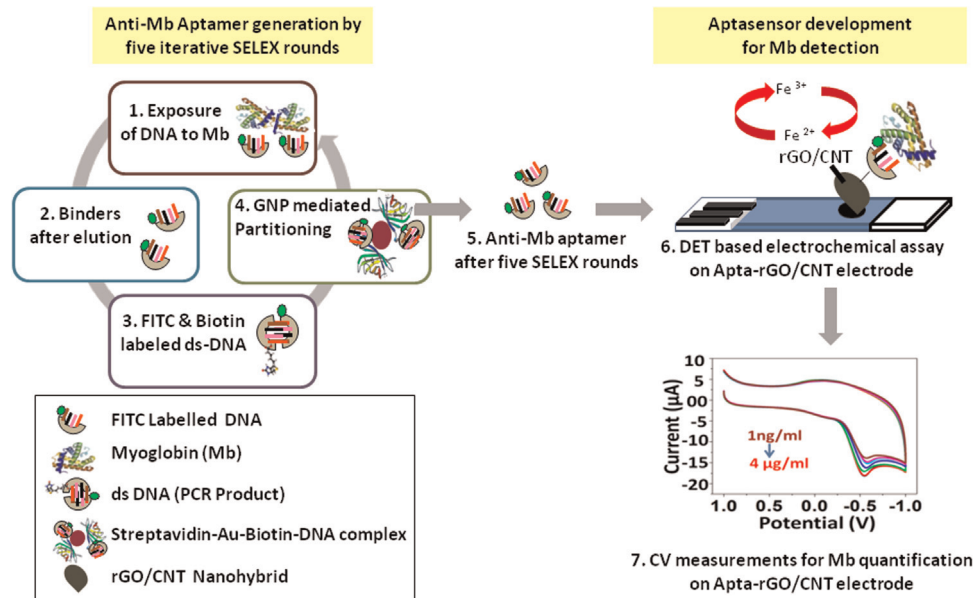 Anti-Mb Aptamer generation by
five iterative SELEX rounds
1. Exposure
of DNA to Mb
2. Binders
after elution
3. FITC & Biotin
labeled ds-DNA
4. GNP mediated
Partitioning
FITC Labelled DNA
Myoglobin (Mb)
ds DNA (PCR Product)
Streptavidin-Au-Biotin-DNA complex
rGO/CNT Nanohybrid
5. Anti-Mb aptamer
after five SELEX rounds
Aptasensor development
for Mb detection
Fe 3+
Fe 2+
rGO/CNT
6. DET based electrochemical assay
on Apta-rGO/CNT electrode
Current (µA)
10
5
00
-5
-10
-15
-20
1ng/ml
4 µg/ml
1.0 0.5 0.0 -0.5 -1.0
Potential (V)
7. CV measurements for Mb quantification
on Apta-rGO/CNT electrode